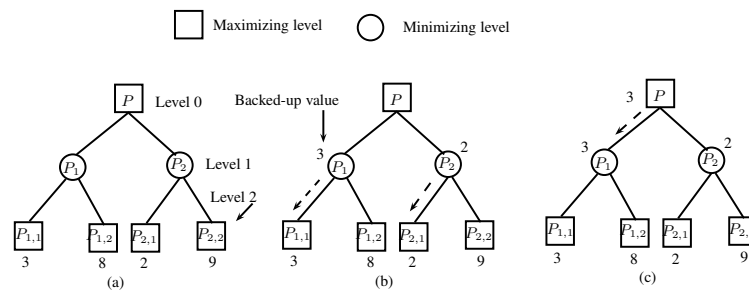 Maximizing level
Minimizing level
P
Level 0
P1
P2
Level 1
Level 2
P1,1
P1,2
P2,1
P2,2
3
8
2
9
(a)
Backed-up value
P
3
P1
2
P2
P1,1
P1,2
P2,1
P2,2
3
8
2
9
(b)
3
P
3
P1
2
P2
P1,1
P1,2
P2,1
P2,
3
8
2
9
(c)